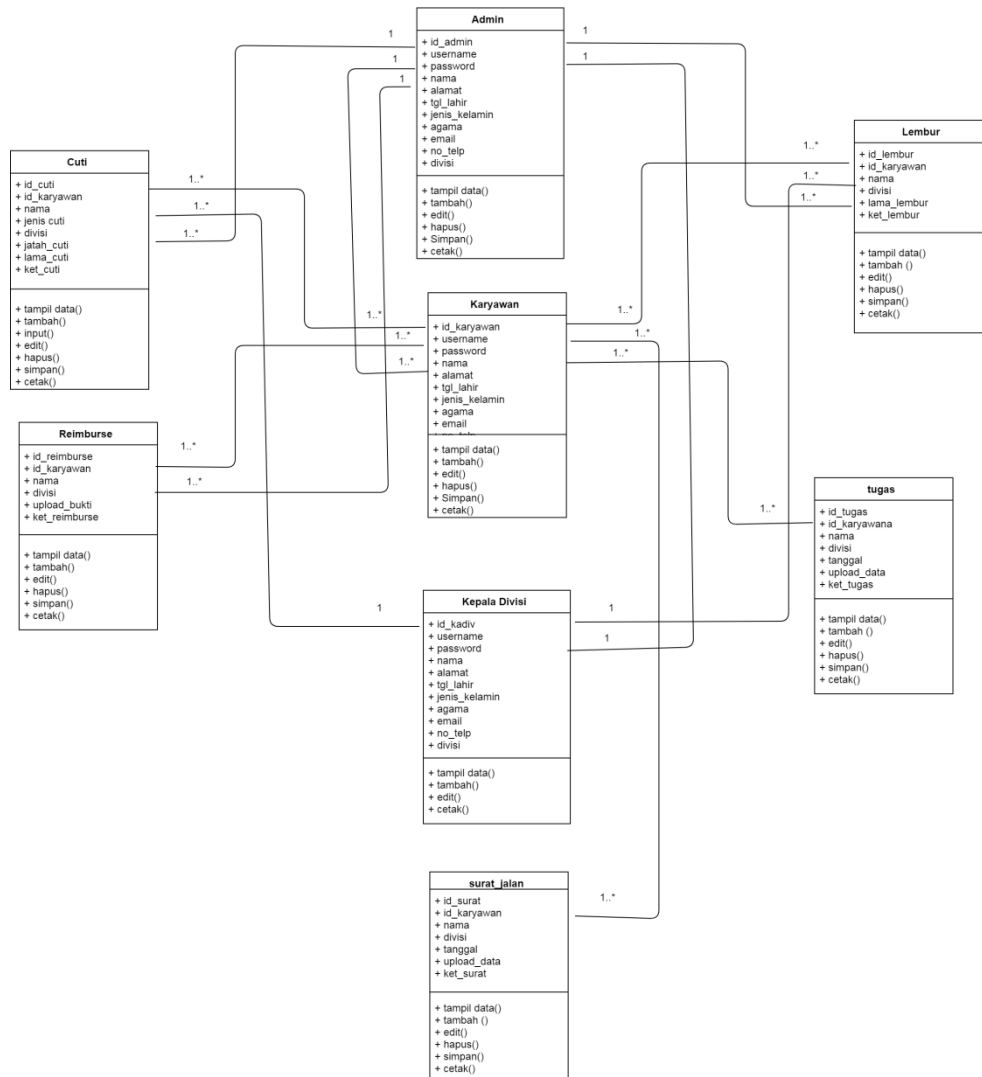 Admin
+ id_admin
+ username
+ password
+ nama
+ alamat
+ tgl_lahir
+ jenis_kelamin
+ agama
+ email
+ no_telp
+ divisi
+ tampil data()
+ tambah()
+ edit()
+ hapus()
+ Simpan()
+ cetak()
1
1
1
1
1
Cuti
+ id_cuti
+ id_karyawan
+ nama
+ jenis cuti
+ divisi
+ jatah_cuti
+ lama_cuti
+ ket_cuti
+ tampil data()
+ tambah()
+ input()
+ edit()
+ hapus()
+ simpan()
+ cetak()
1..*
1..*
1..*
Lembur
+ id_lembur
+ id_karyawan
+ nama
+ divisi
+ lama_lembur
+ ket_lembur
+ tampil data()
+ tambah ()
+ edit()
+ hapus()
+ simpan()
+ cetak()
1..*
1..*
1..*
Karyawan
+ id_karyawan
+ username
+ password
+ nama
+ alamat
+ tgl_lahir
+ jenis_kelamin
+ agama
+ email
+ tampil data()
+ tambah()
+ edit()
+ hapus()
+ Simpan()
+ cetak()
1..*
1..*
1..*
1..*
1..*
1..*
Reimburse
+ id_reimburse
+ id_karyawan
+ nama
+ divisi
+ upload_bukti
+ ket_reimburse
+ tampil data()
+ tambah()
+ edit()
+ hapus()
+ simpan()
+ cetak()
1..*
1..*
tugas
+ id_tugas
+ id_karyawana
+ nama
+ divisi
+ tanggal
+ upload_data
+ ket_tugas
+ tampil data()
+ tambah ()
+ edit()
+ hapus()
+ simpan()
+ cetak()
1..*
Kepala Divisi
+ id_kadiv
+ username
+ password
+ nama
+ alamat
+ tgl_lahir
+ jenis_kelamin
+ agama
+ email
+ no_telp
+ divisi
+ tampil data()
+ tambah()
+ edit()
+ cetak()
1
1
1
surat_jalan
+ id_surat
+ id_karyawan
+ nama
+ divisi
+ tanggal
+ upload_data
+ ket_surat
+ tampil data()
+ tambah ()
+ edit()
+ hapus()
+ simpan()
+ cetak()
1..*